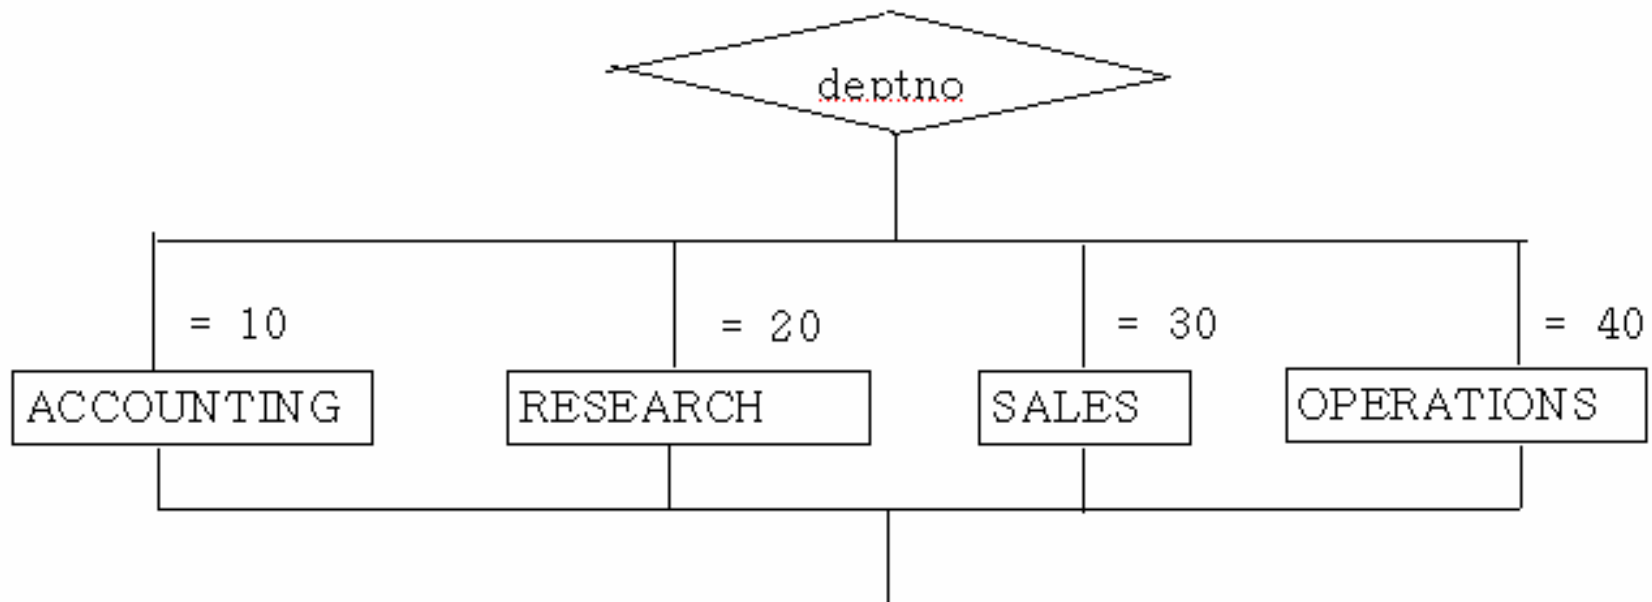 deptno
= 10
= 20
= 30
= 40
ACCOUNTING
RESEARCH
SALES
OPERATIONS